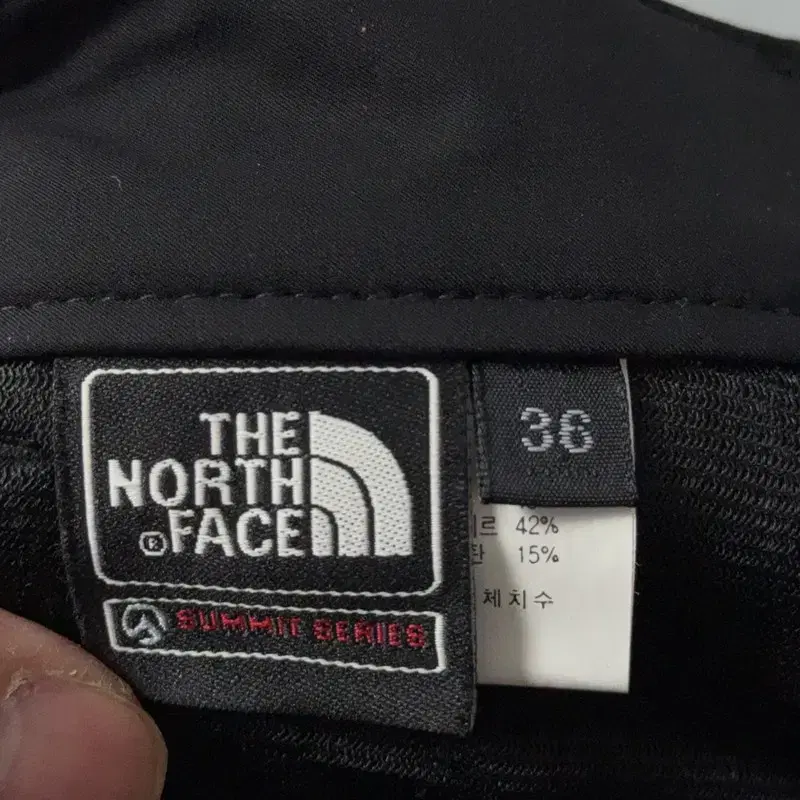 THE
NORTH
®FACE
SUMMIT SERIES
36
르 42%
탄 15%
체치수